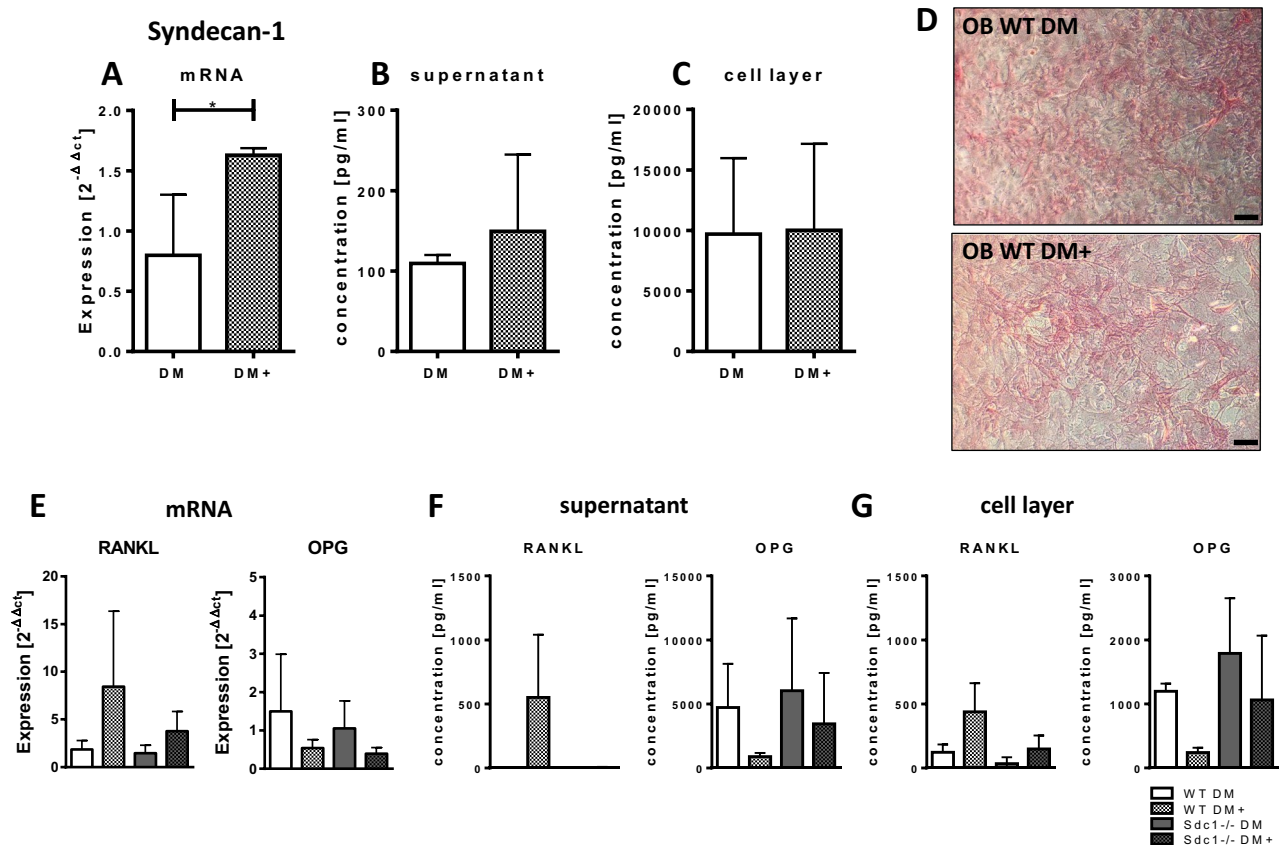 Syndecan-1
A mRNA
*
Expression [2^-ΔΔct]
2.0
1.5
1.0
0.5
0.0
DM DM+
B supernatant
concentration [pg/ml]
300
200
100
0
DM DM+
C cell layer
concentration [pg/ml]
20000
15000
10000
5000
0
DM DM+
D
OB WT DM
OB WT DM+
E mRNA
RANKL
Expression [2^-ΔΔct]
20
15
10
5
0
OPG
Expression [2^-ΔΔct]
5
4
3
2
1
0
F supernatant
RANKL
concentration [pg/ml]
1500
1000
500
0
OPG
concentration [pg/ml]
15000
10000
5000
0
G cell layer
RANKL
concentration [pg/ml]
1500
1000
500
0
OPG
concentration [pg/ml]
3000
2000
1000
0
WT DM
WT DM+
Sdc1-/- DM
Sdc1-/- DM+